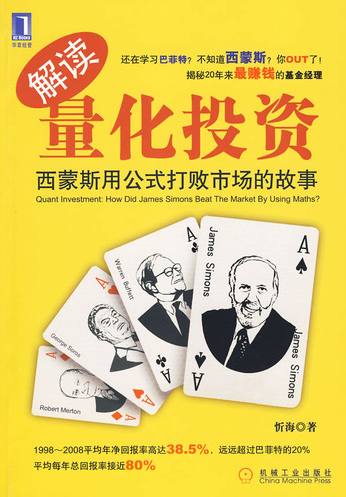 HZ Books
华章经管
还在学习巴菲特？不知道西蒙斯？你OUT了！
揭秘20年来最赚钱的基金经理
解读
量化投资
西蒙斯用公式打败市场的故事
Quant Investment: How Did James Simons Beat The Market By Using Maths?
A
James Simons
James Simons
A
A
Warren Buffett
A
George Soros
A
Robert Merton
忻海 著
1998～2008平均年净回报率高达38.5%，远远超过巴菲特的20%
平均每年总回报率接近80%
机械工业出版社
China Machine Press